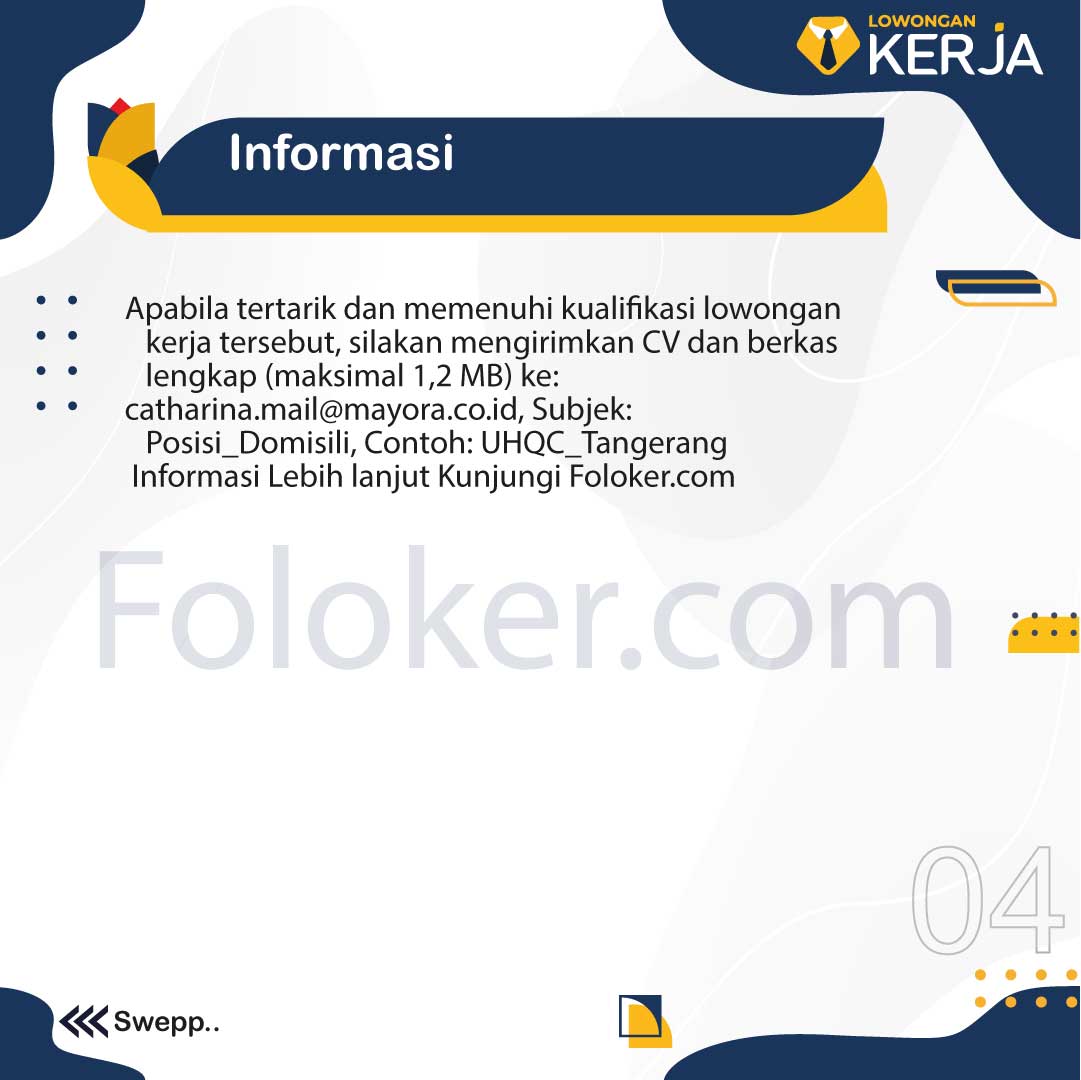 LOWONGAN
KERJA
Informasi
Apabila tertarik dan memenuhi kualifikasi lowongan
kerja tersebut, silakan mengirimkan CV dan berkas
lengkap (maksimal 1,2 MB) ke:
catharina.mail@mayora.co.id, Subjek:
Posisi_Domisili, Contoh: UHQC_Tangerang
Informasi Lebih lanjut Kunjungi Foloker.com
Foloker.com
04
Swepp..